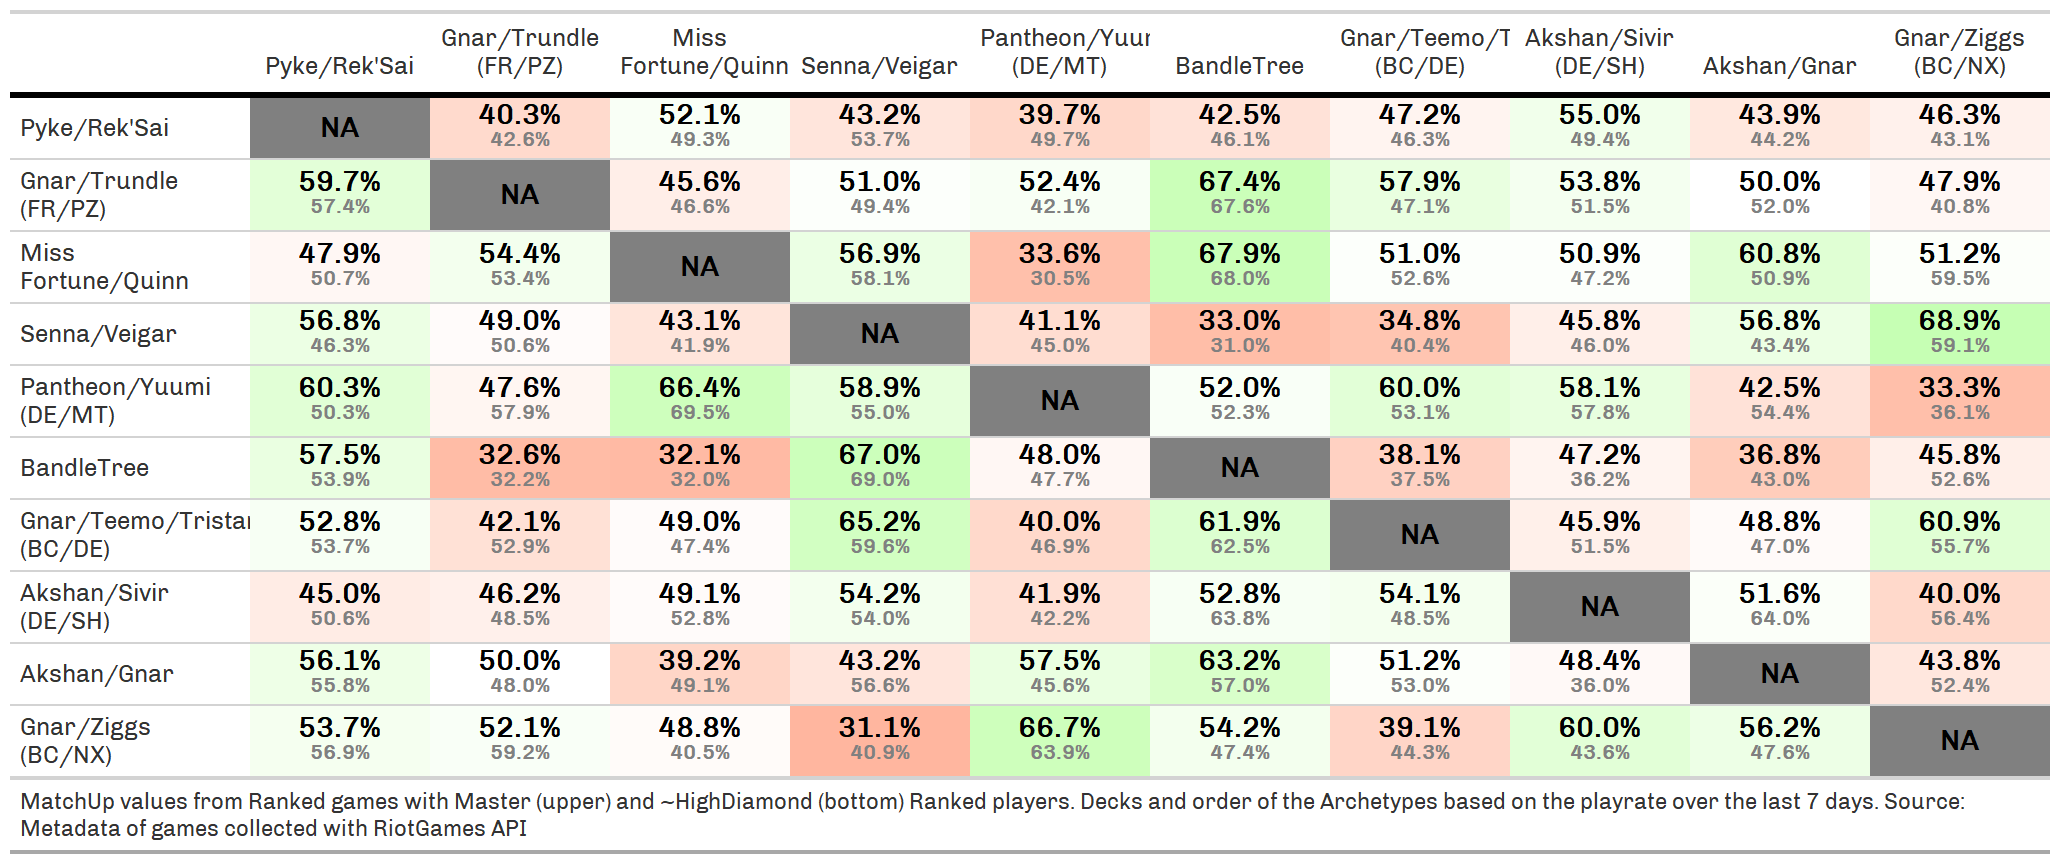 Pyke/Rek'Sai Gnar/Trundle (FR/PZ) Miss Fortune/Quinn Senna/Veigar Pantheon/Yuu (DE/MT) BandleTree Gnar/Teemo/T (BC/DE) Akshan/Sivir (DE/SH) Akshan/Gnar Gnar/Ziggs (BC/NX)
Pyke/Rek'Sai NA 40.3% 52.1% 43.2% 39.7% 42.5% 47.2% 55.0% 43.9% 46.3%
42.6% 49.3% 53.7% 49.7% 46.1% 46.3% 49.4% 44.2% 43.1%
Gnar/Trundle 59.7% NA 45.6% 51.0% 52.4% 67.4% 57.9% 53.8% 50.0% 47.9%
(FR/PZ) 57.4% 46.6% 49.4% 42.1% 67.6% 47.1% 51.5% 52.0% 40.8%
Miss 47.9% 54.4% NA 56.9% 33.6% 67.9% 51.0% 50.9% 60.8% 51.2%
Fortune/Quinn 50.7% 53.4% 58.1% 30.5% 68.0% 52.6% 47.2% 50.9% 59.5%
Senna/Veigar 56.8% 49.0% 43.1% NA 41.1% 33.0% 34.8% 45.8% 56.8% 68.9%
46.3% 50.6% 41.9% 45.0% 31.0% 40.4% 46.0% 43.4% 59.1%
Pantheon/Yuumi 60.3% 47.6% 66.4% 58.9% NA 52.0% 60.0% 58.1% 42.5% 33.3%
(DE/MT) 50.3% 57.9% 69.5% 55.0% 52.3% 53.1% 57.8% 54.4% 36.1%
BandleTree 57.5% 32.6% 32.1% 67.0% 48.0% NA 38.1% 47.2% 36.8% 45.8%
53.9% 32.2% 32.0% 69.0% 47.7% 37.5% 36.2% 43.0% 52.6%
Gnar/Teemo/Trista 52.8% 42.1% 49.0% 65.2% 40.0% 61.9% NA 45.9% 48.8% 60.9%
(BC/DE) 53.7% 52.9% 47.4% 59.6% 46.9% 62.5% 51.5% 47.0% 55.7%
Akshan/Sivir 45.0% 46.2% 49.1% 54.2% 41.9% 52.8% 54.1% NA 51.6% 40.0%
(DE/SH) 50.6% 48.5% 52.8% 54.0% 42.2% 63.8% 48.5% 64.0% 56.4%
Akshan/Gnar 56.1% 50.0% 39.2% 43.2% 57.5% 63.2% 51.2% 48.4% NA 43.8%
55.8% 48.0% 49.1% 56.6% 45.6% 57.0% 53.0% 36.0% 52.4%
Gnar/Ziggs 53.7% 52.1% 48.8% 31.1% 66.7% 54.2% 39.1% 60.0% 56.2% NA
(BC/NX) 56.9% 59.2% 40.5% 40.9% 63.9% 47.4% 44.3% 43.6% 47.6%
MatchUp values from Ranked games with Master (upper) and ~HighDiamond (bottom) Ranked players. Decks and order of the Archetypes based on the playrate over the last 7 days. Source:
Metadata of games collected with RiotGames API